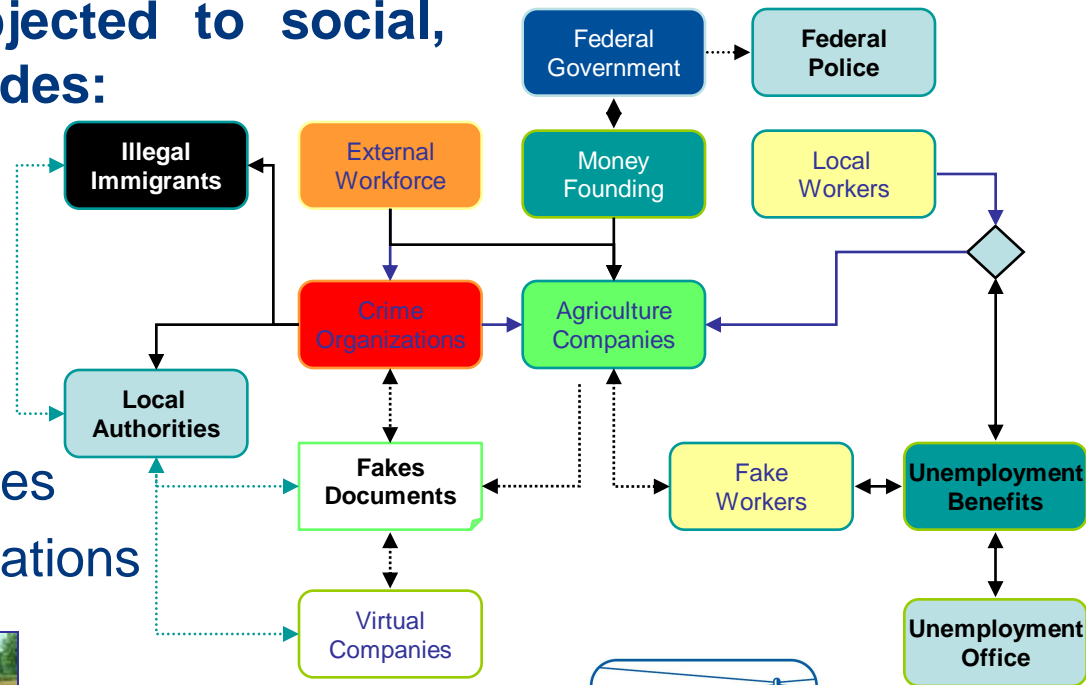 ojected to social,
des:
Federal
Government
Federal
Police
Illegal
Immigrants
External
Workforce
Money
Founding
Local
Workers
Crime
Organizations
Agriculture
Companies
Local
Authorities
es
ations
Fakes
Documents
Fake
Workers
Unemployment
Benefits
Virtual
Companies
Unemployment
Office